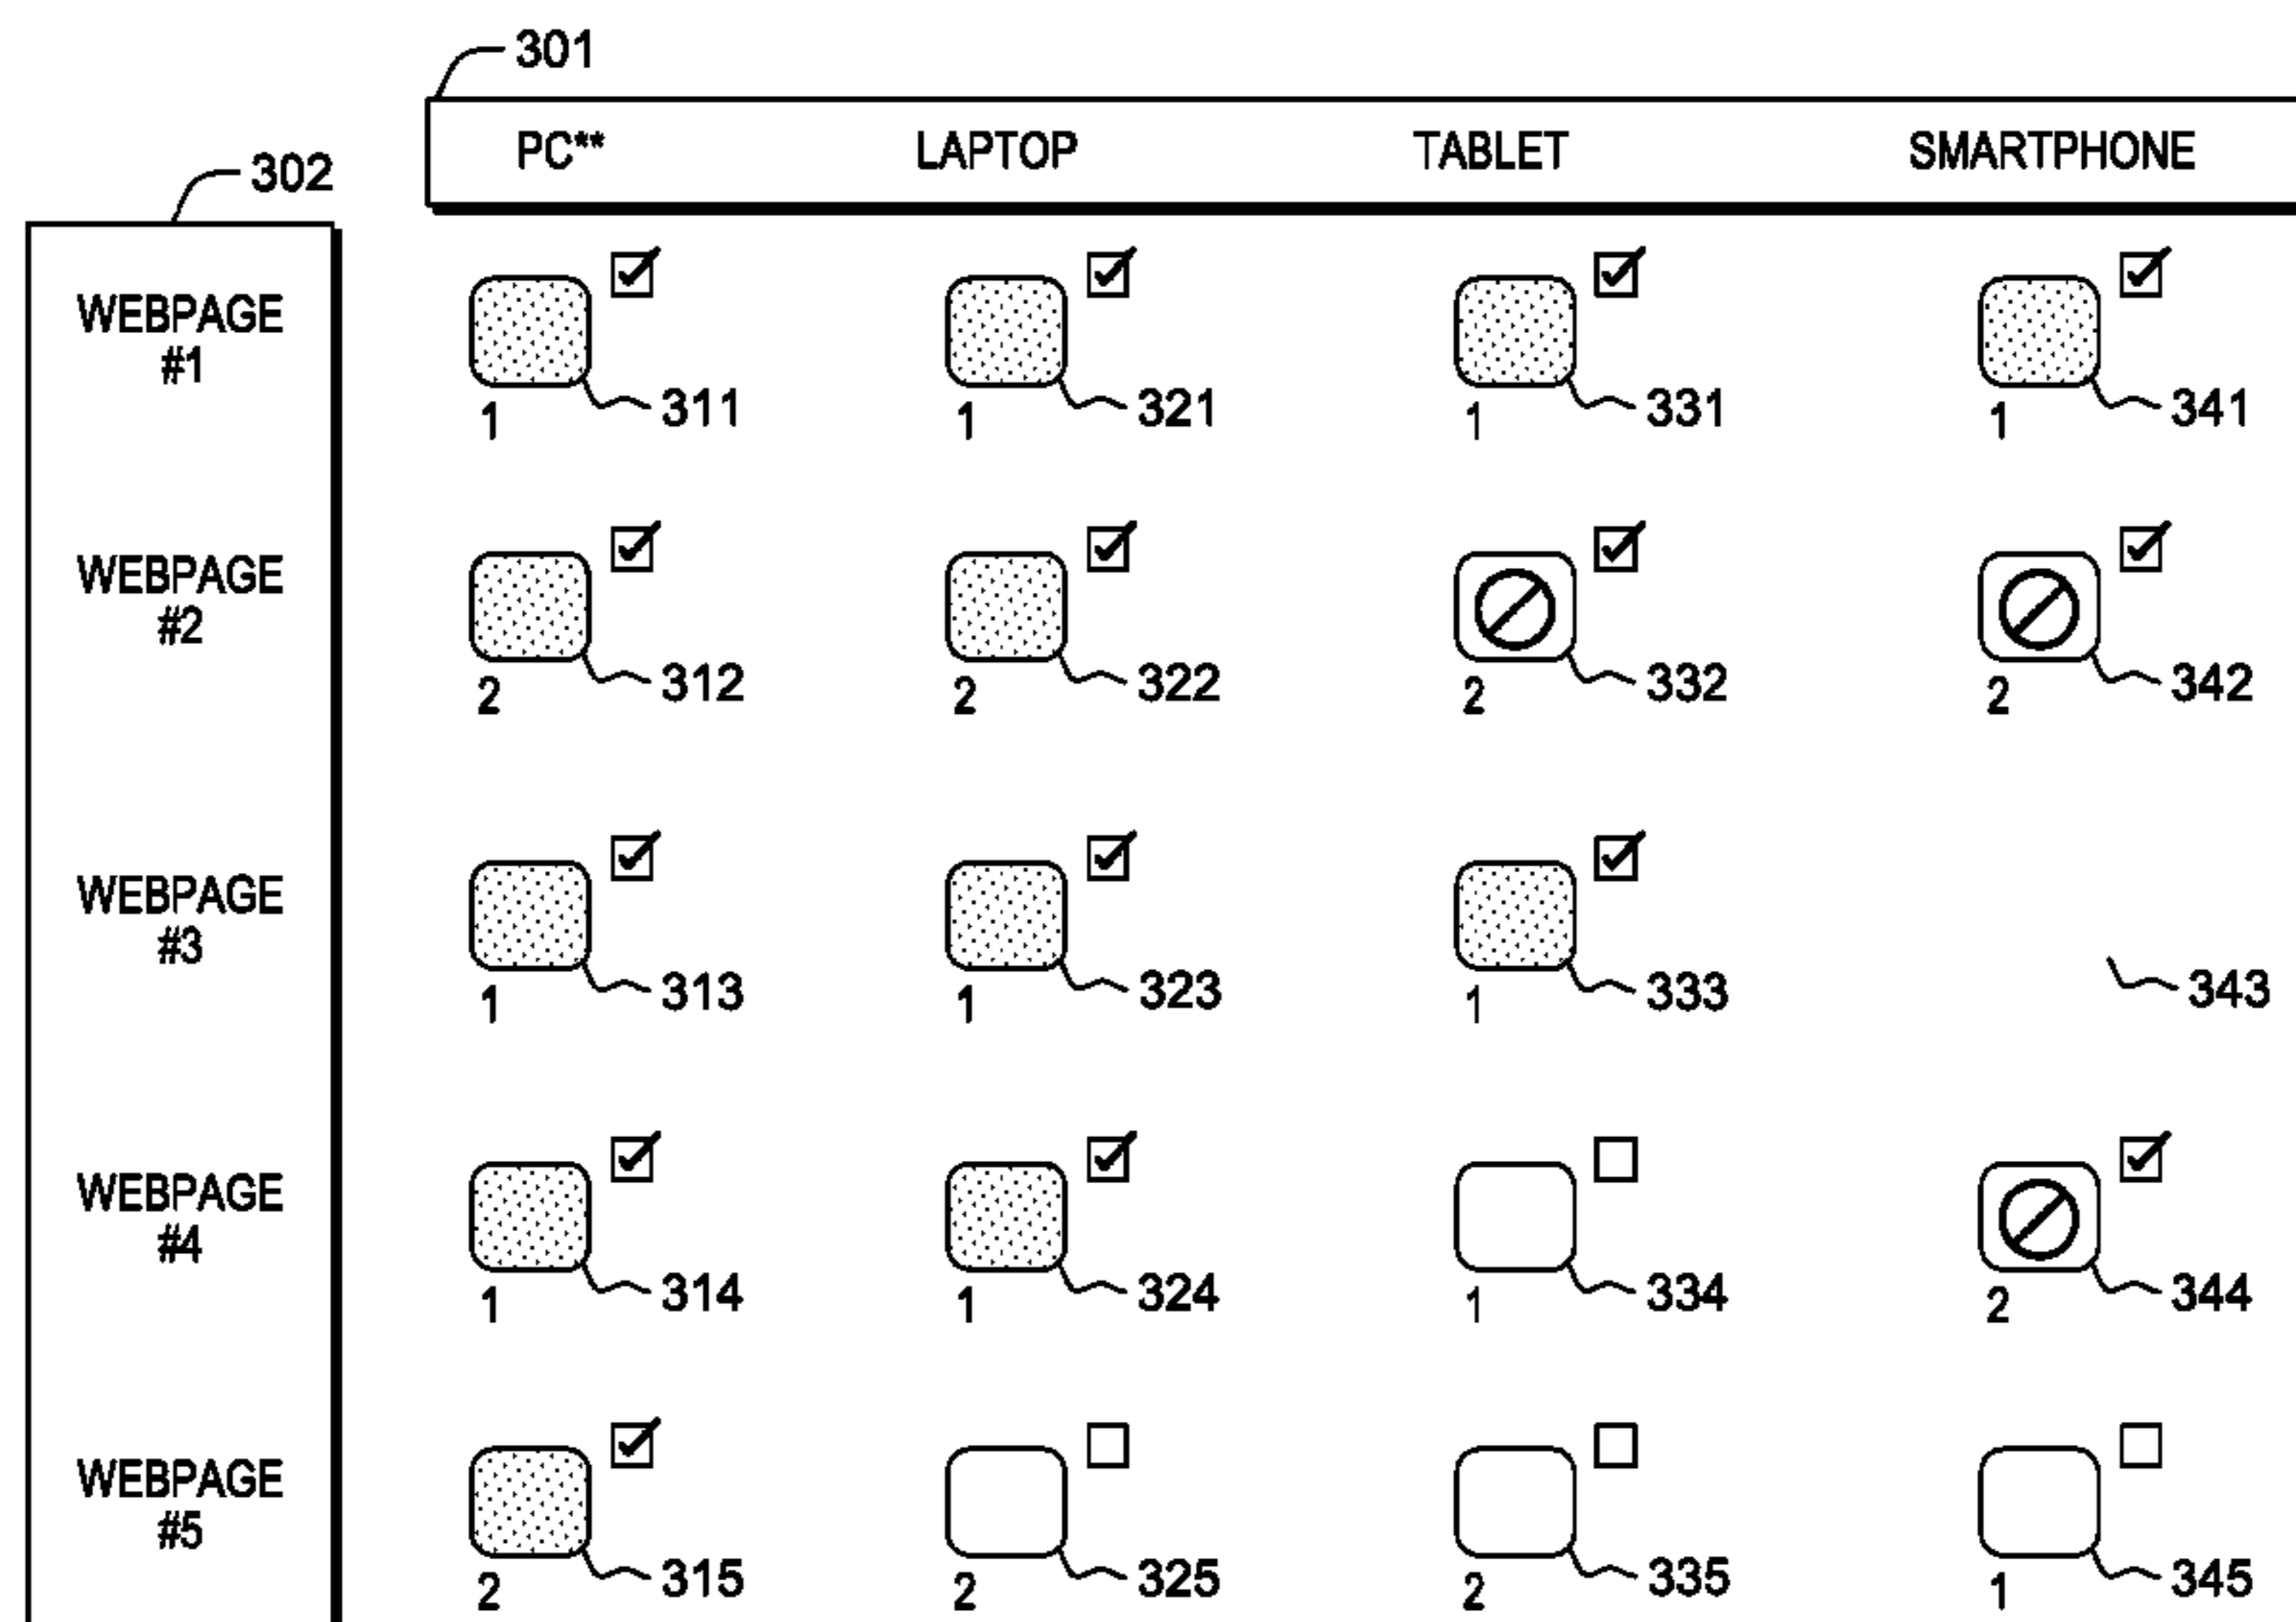 301
PC** LAPTOP TABLET SMARTPHONE
302
WEBPAGE
#1
1 311 1 321 1 331 1 341
WEBPAGE
#2
2 312 2 322 2 332 2 342
WEBPAGE
#3
1 313 1 323 1 333 343
WEBPAGE
#4
1 314 1 324 1 334 2 344
WEBPAGE
#5
2 315 2 325 2 335 1 345